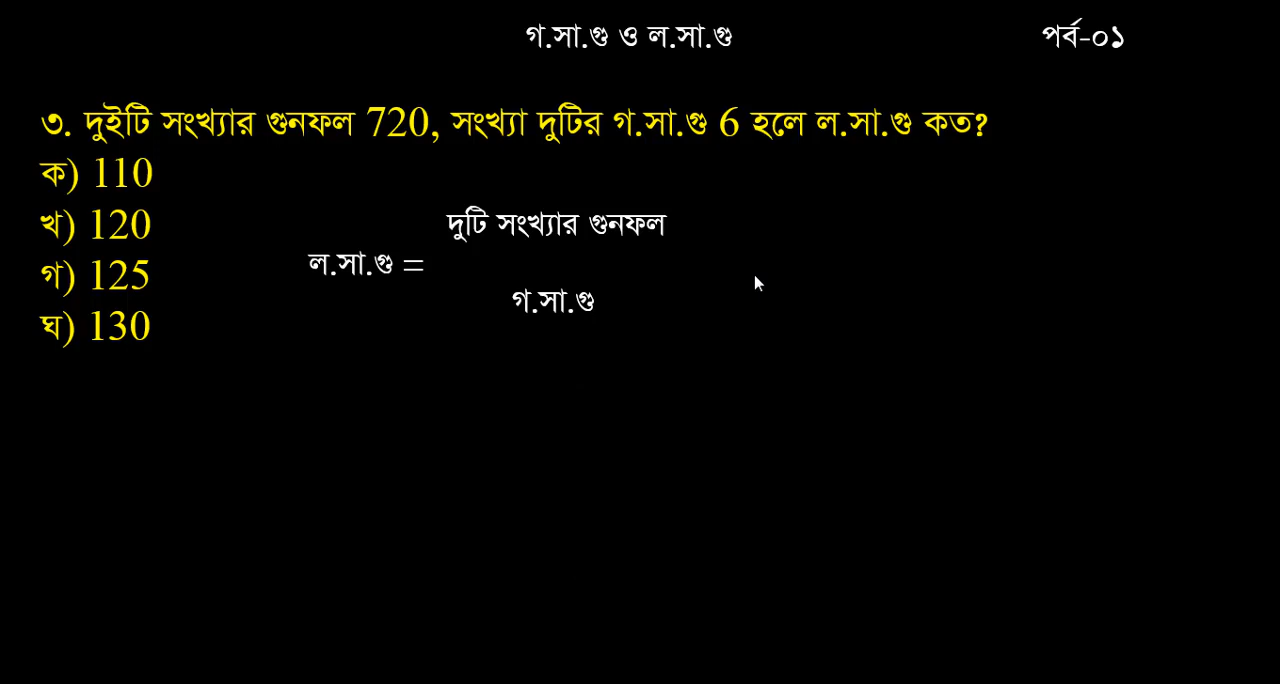 গ.সা.গু ও ল.সা.গু পর্ব-০১
৩. দুইটি সংখ্যার গুনফল 720, সংখ্যা দুটির গ.সা.গু 6 হলে ল.সা.গু কত?
ক) 110
খ) 120
দুটি সংখ্যার গুনফল
ল.সা.গু =
গ) 125
গ.সা.গু
ঘ) 130